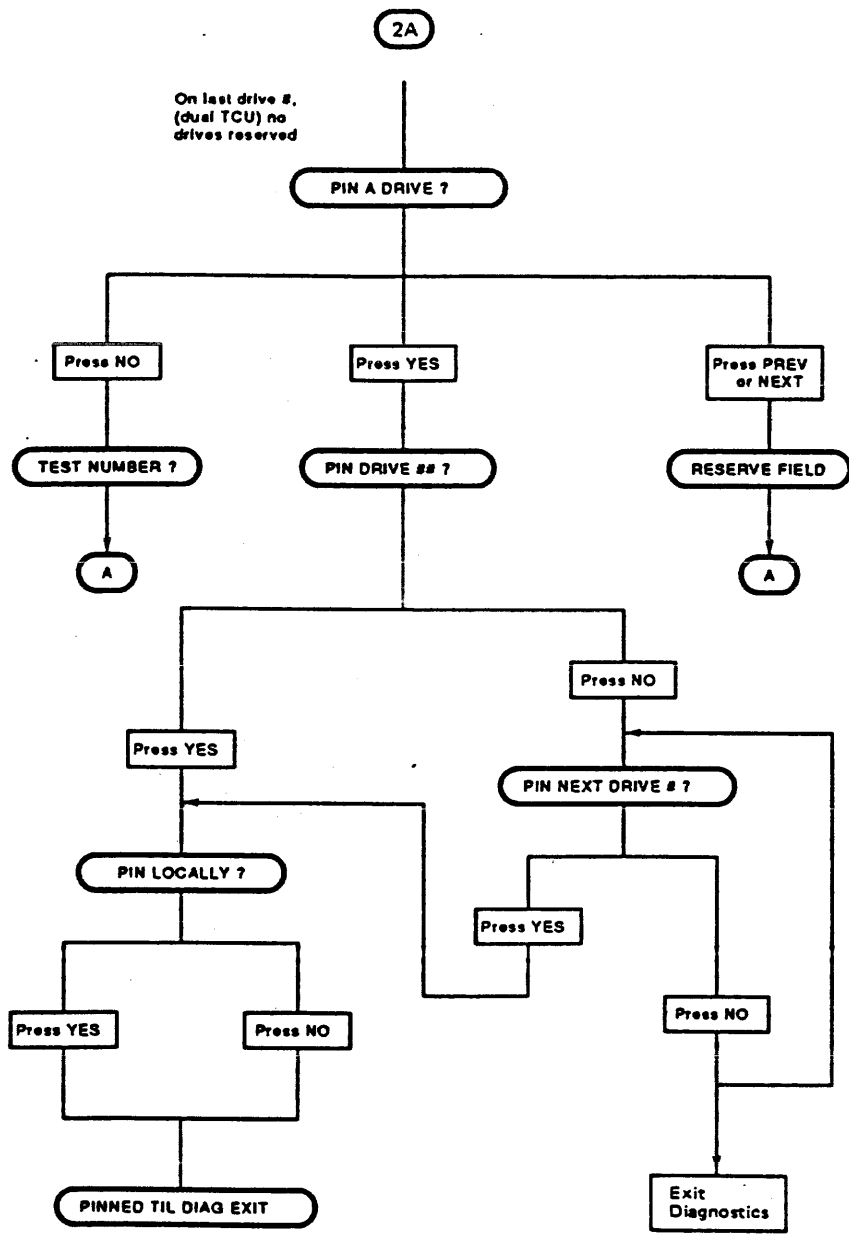 2A
On last drive #,
(dual TCU) no
drives reserved
PIN A DRIVE ?
Press NO
Press YES
Press PREV
or NEXT
TEST NUMBER ?
PIN DRIVE ## ?
RESERVE FIELD
A
A
Press NO
Press YES
PIN NEXT DRIVE # ?
PIN LOCALLY ?
Press YES
Press YES
Press NO
Press NO
PINNED TIL DIAG EXIT
Exit
Diagnostics